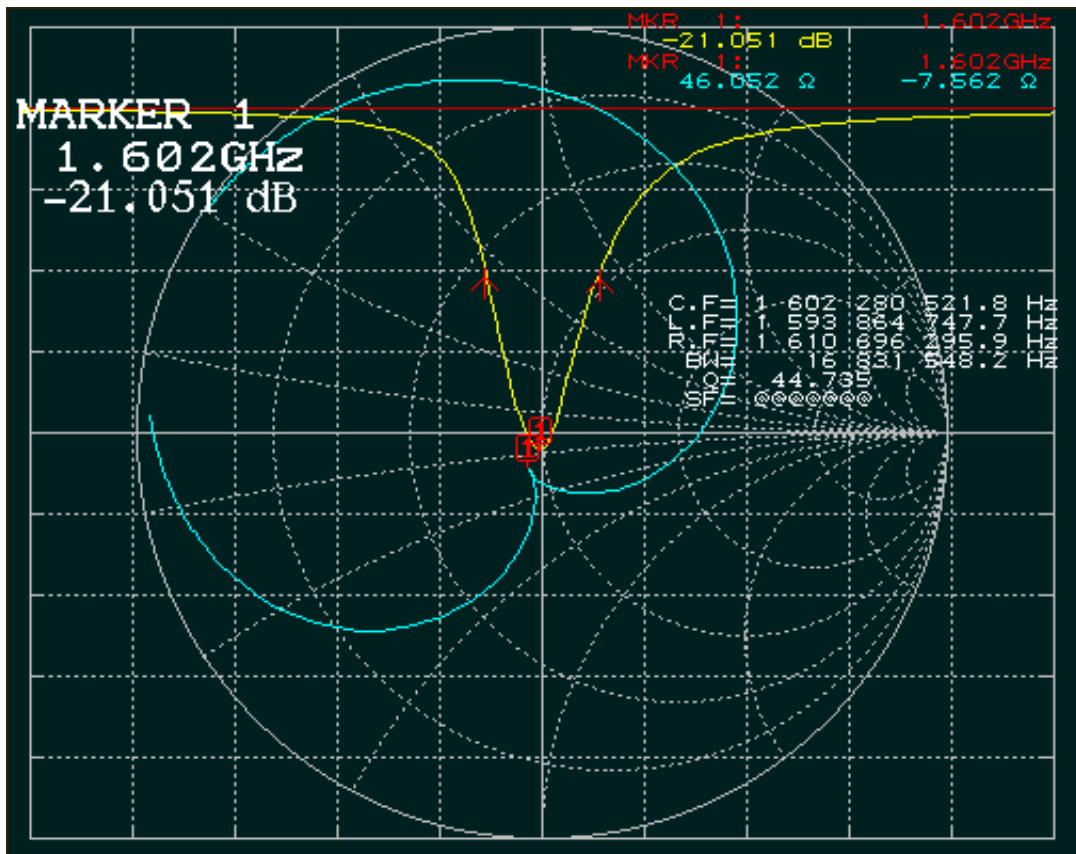 MKR 1: 1.602GHz
-21.051 dB
MKR 1: 1.602GHz
46.052 Ω -7.562 Ω
MARKER 1
1.602GHz
-21.051 dB
C.F= 1 602 280 521.8 Hz
L.F= 1 593 864 747.7 Hz
R.F= 1 610 696 295.9 Hz
BW= 16 831 548.2 Hz
Q= 44.735
SF= @@@@@@@
1
1